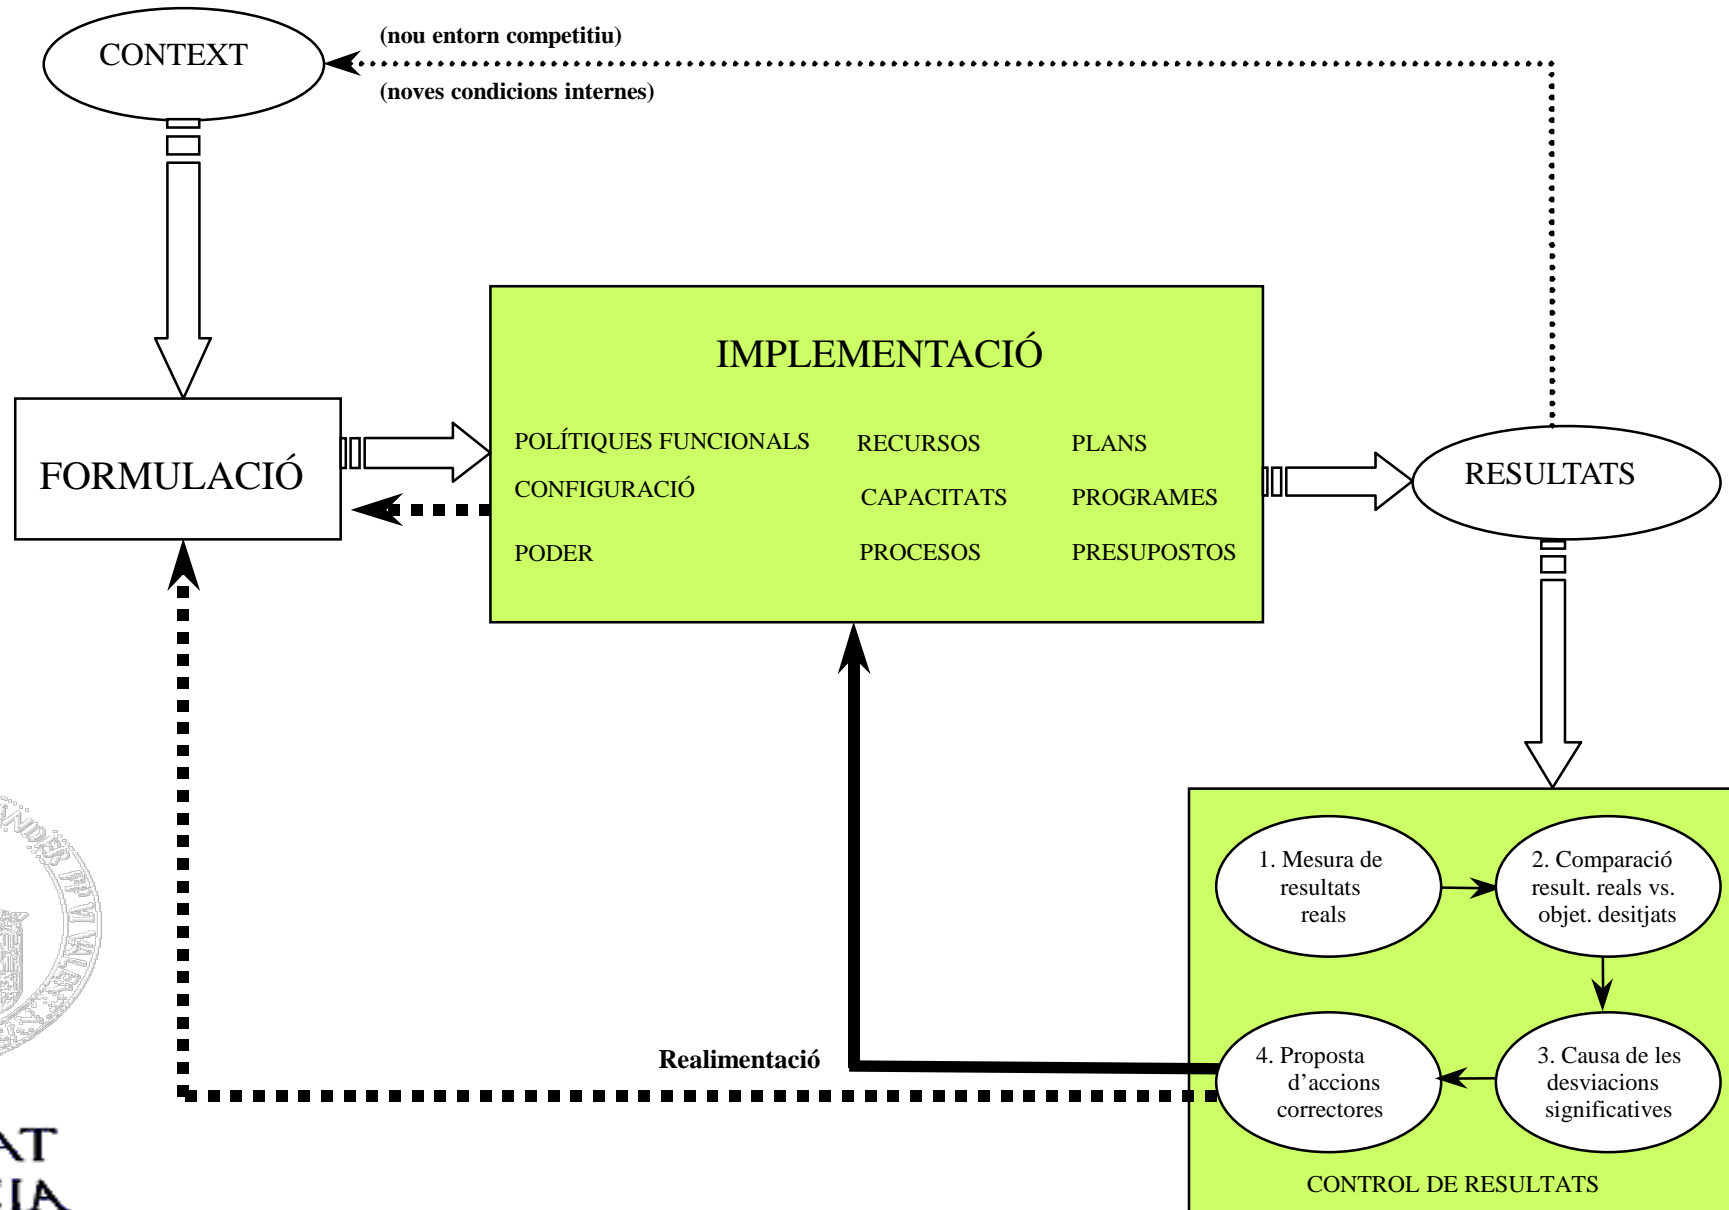 CONTEXT
(nou entorn competitiu)
(noves condicions internes)
IMPLEMENTACIÓ
POLÍTIQUES FUNCIONALS
RECURSOS
PLANS
CONFIGURACIÓ
CAPACITATS
PROGRAMES
PODER
PROCESOS
PRESUPOSTOS
FORMULACIÓ
RESULTATS
1. Mesura de
resultats
reals
2. Comparació
result. reals vs.
objet. desitjats
3. Causa de les
desviacions
significatives
4. Proposta
d'accions
correctores
Realimentació
CONTROL DE RESULTATS